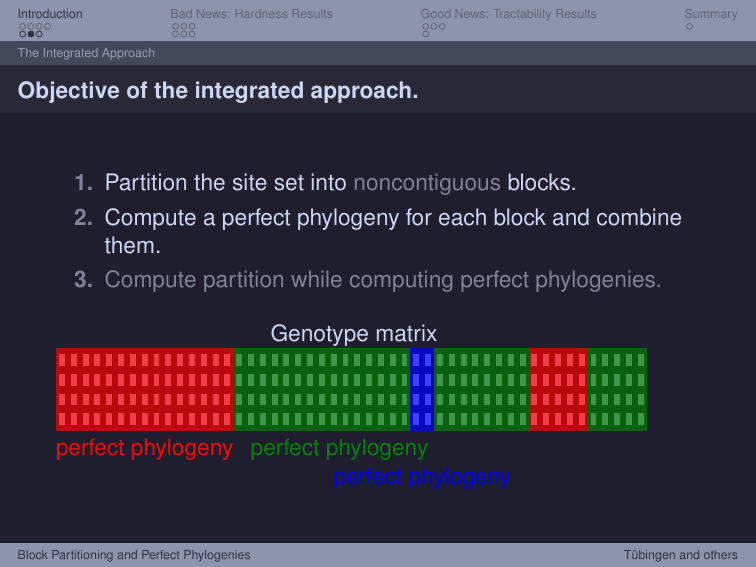 Introduction
Bad News: Hardness Results
Good News: Tractability Results
Summary
The Integrated Approach
Objective of the integrated approach.
1. Partition the site set into noncontiguous blocks.
2. Compute a perfect phylogeny for each block and combine
them.
3. Compute partition while computing perfect phylogenies.
Genotype matrix
perfect phylogeny
perfect phylogeny
perfect phylogeny
Block Partitioning and Perfect Phylogenies
Tübingen and others